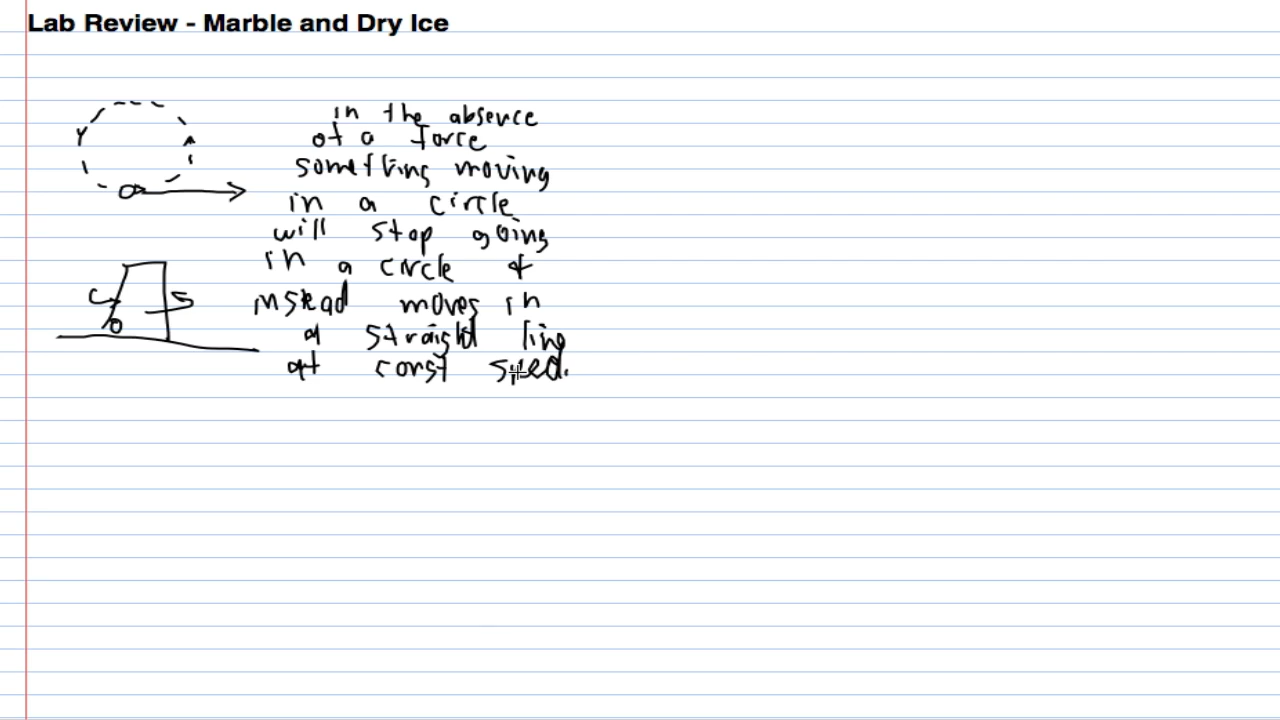 Lab Review - Marble and Dry Ice
in the absence
of a force
something moving
in a circle
will stop going
in a circle &
instead moves in
a straight line
at const speed.